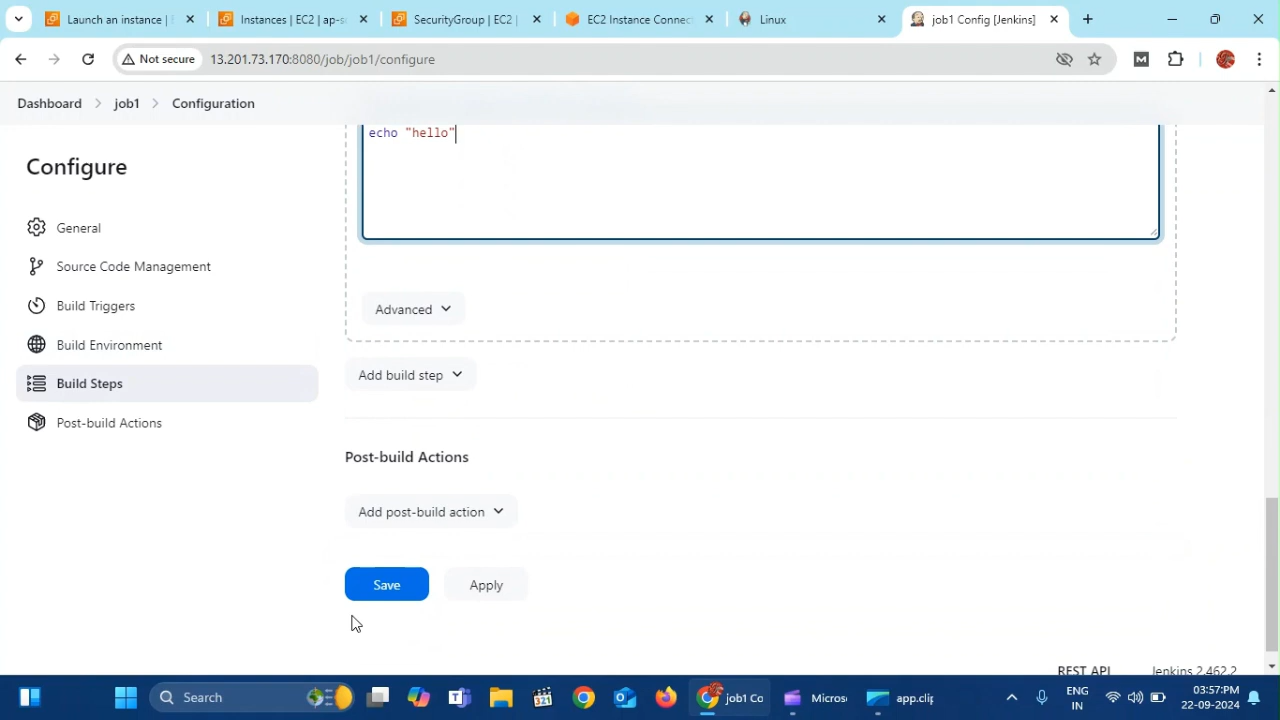 Launch an instance | E
Instances | EC2 | ap-s
SecurityGroup | EC2 |
EC2 Instance Connec
Linux
job1 Config [Jenkins]
Not secure
13.201.73.170:8080/job/job1/configure
Dashboard
job1
Configuration
Configure
General
Source Code Management
Build Triggers
Build Environment
Build Steps
Post-build Actions
echo "hello"
Advanced
Add build step
Post-build Actions
Add post-build action
Save
Apply
REST API
Jenkins 2.462.2
Search
job1 Co
Micros
app.clip
ENG
IN
03:57PM
22-09-2024